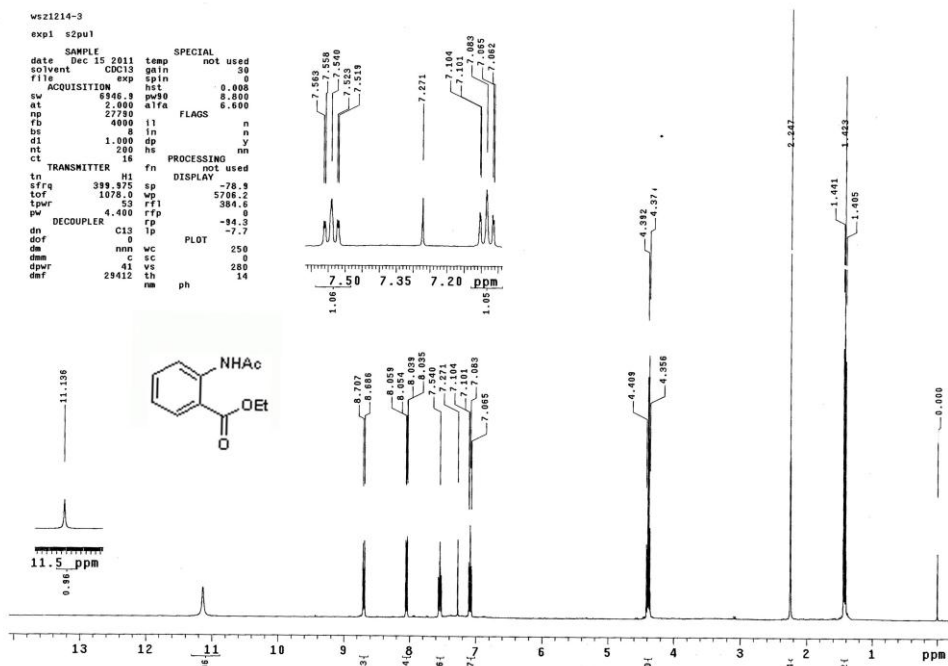 wsz1214-3
exp1 s2pul
SAMPLE
date Dec 15 2011
solvent CDCl3
file exp
ACQUISITION
sw 6946.9
at 2.000
np 27790
fb 4000
bs 8
d1 1.000
nt 200
ct 16
TRANSMITTER
tn H1
sfrq 399.975
tof 1078.0
tpwr 53
pw 4.400
DECOUPLER
dn C13
dof 0
dm nnn
dmm c
dpwr 41
dmf 29412
SPECIAL
temp not used
gain 30
spin 0
hst 0.008
pw90 8.800
alfa 6.600
FLAGS
il n
in n
dp y
hs nn
PROCESSING
fn not used
DISPLAY
sp -78.9
wp 5706.2
rfl 384.6
rfp 0
rp -94.3
lp -7.7
PLOT
wc 250
sc 0
vs 280
th 14
nm ph
7.563
7.558
7.540
7.523
7.519
7.271
7.104
7.101
7.083
7.065
7.062
7.50 7.35 7.20 ppm
1.06
1.05
2.247
1.441
1.423
1.405
4.392
4.374
4.409
4.356
0.000
11.136
11.5 ppm
0.96
NHAc
OEt
O
8.707
8.686
8.059
8.054
8.039
8.035
7.540
7.271
7.104
7.101
7.083
7.065
13 12 11 10 9 8 7 6 5 4 3 2 1 ppm